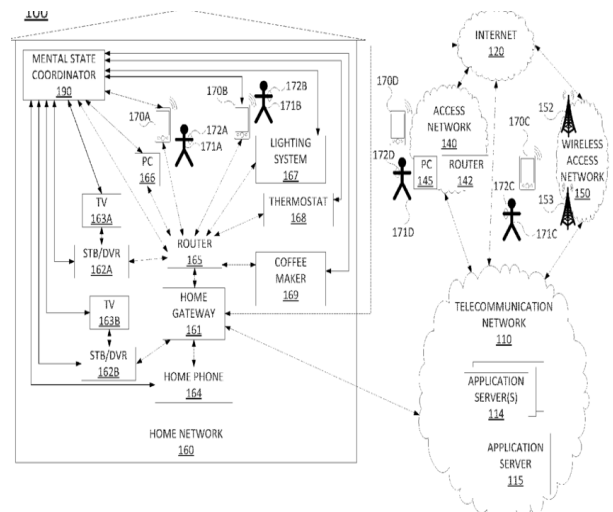 100
MENTAL STATE
COORDINATOR
190
170A
170B
172B
171B
172A
171A
PC
166
LIGHTING
SYSTEM
167
TV
163A
THERMOSTAT
168
STB/DVR
162A
ROUTER
165
COFFEE
MAKER
169
TV
163B
HOME
GATEWAY
161
STB/DVR
162B
HOME PHONE
164
HOME NETWORK
160
INTERNET
120
170D
ACCESS
NETWORK
140
PC
145
ROUTER
142
172D
171D
170C
152
WIRELESS
ACCESS
NETWORK
150
153
172C
171C
TELECOMMUNICATION
NETWORK
110
APPLICATION
SERVER(S)
114
APPLICATION
SERVER
115